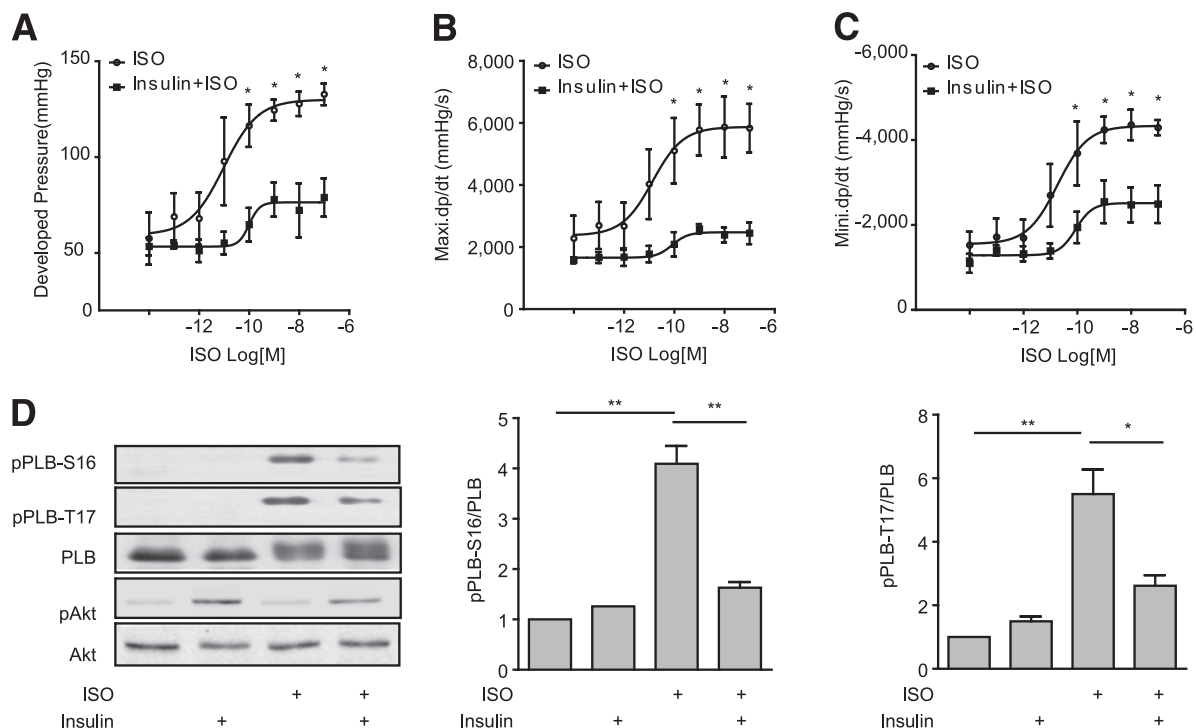 A
ISO
Insulin+ISO
* * * *
150
100
50
0
Developed Pressure(mmHg)
-12 -10 -8 -6
ISO Log[M]
B
ISO
Insulin+ISO
* * * *
8,000
6,000
4,000
2,000
0
Maxi.dp/dt (mmHg/s)
-12 -10 -8 -6
ISO Log[M]
C
ISO
Insulin+ISO
* * * *
-6,000
-4,000
-2,000
0
Mini.dp/dt (mmHg/s)
-12 -10 -8 -6
ISO Log[M]
D
pPLB-S16
pPLB-T17
PLB
pAkt
Akt
ISO + +
Insulin + +
** **
5
4
3
2
1
0
pPLB-S16/PLB
+ +
+ +
** *
8
6
4
2
0
pPLB-T17/PLB
+ +
+ +